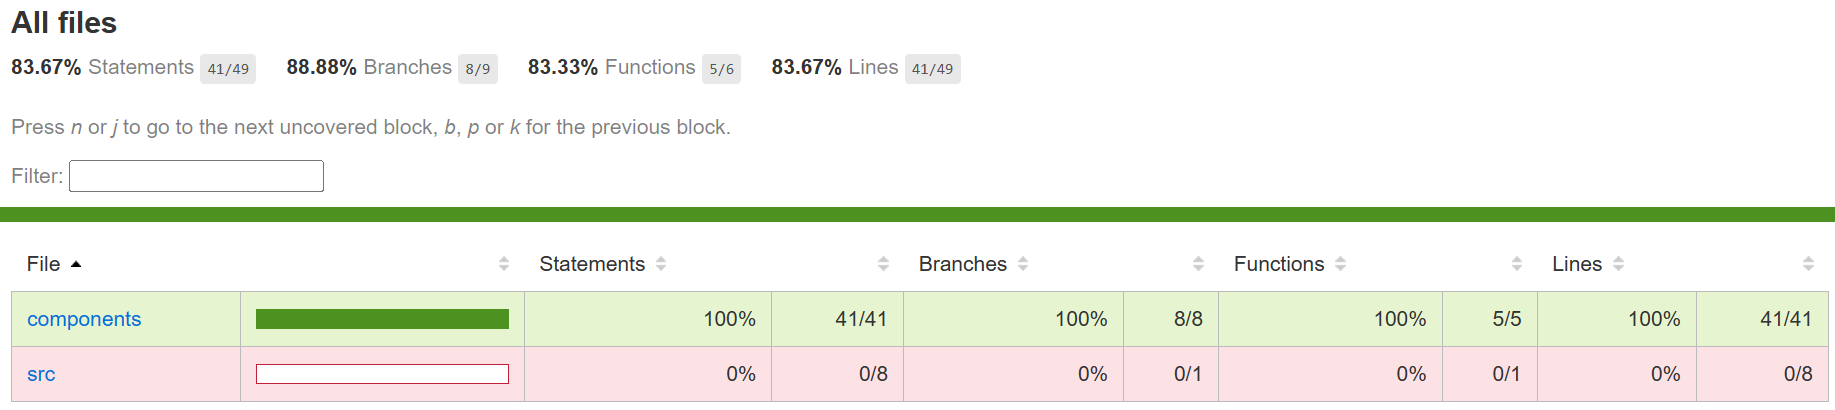 All files
83.67% Statements 41/49 88.88% Branches 8/9 83.33% Functions 5/6 83.67% Lines 41/49
Press n or j to go to the next uncovered block, b, p or k for the previous block.
Filter:
File Statements Branches Functions Lines
components 100% 41/41 100% 8/8 100% 5/5 100% 41/41
src 0% 0/8 0% 0/1 0% 0/1 0% 0/8